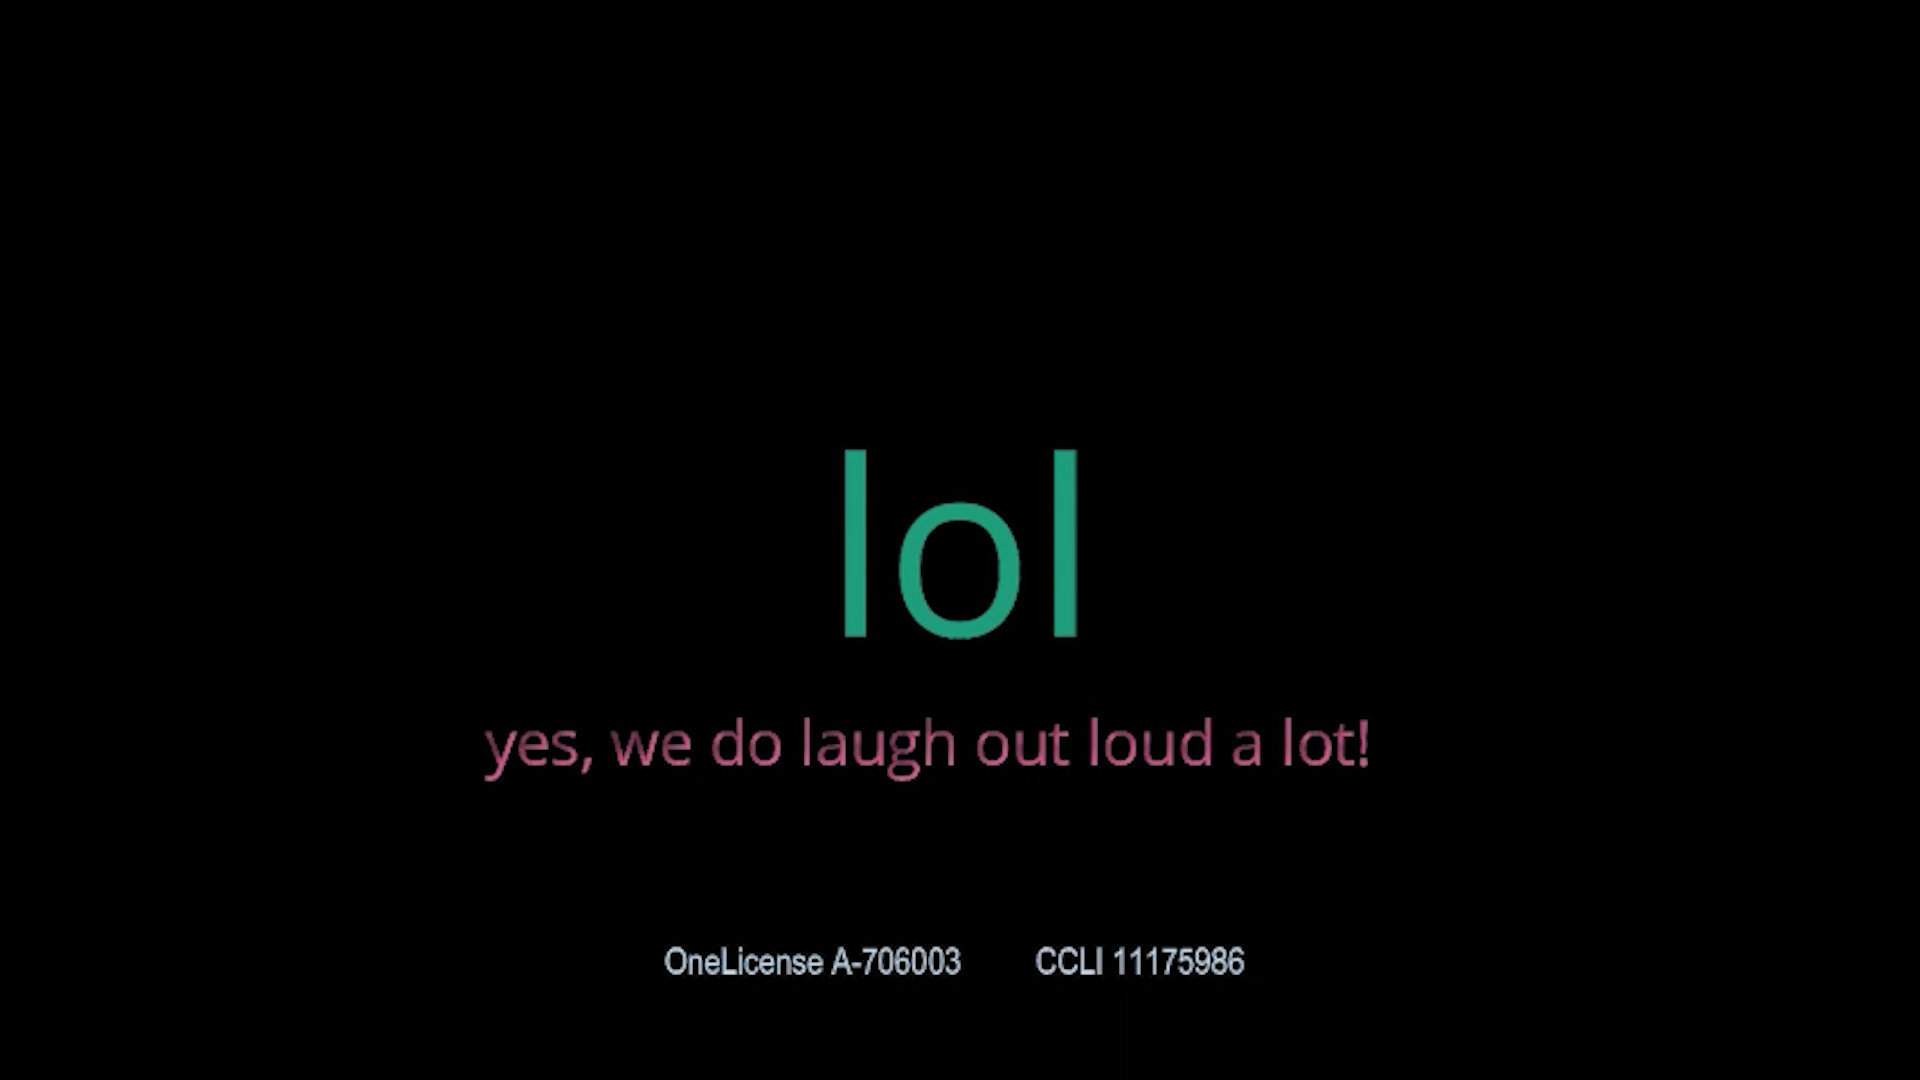 lol
yes, we do laugh out loud a lot!
OneLicense A-706003 CCLI 11175986